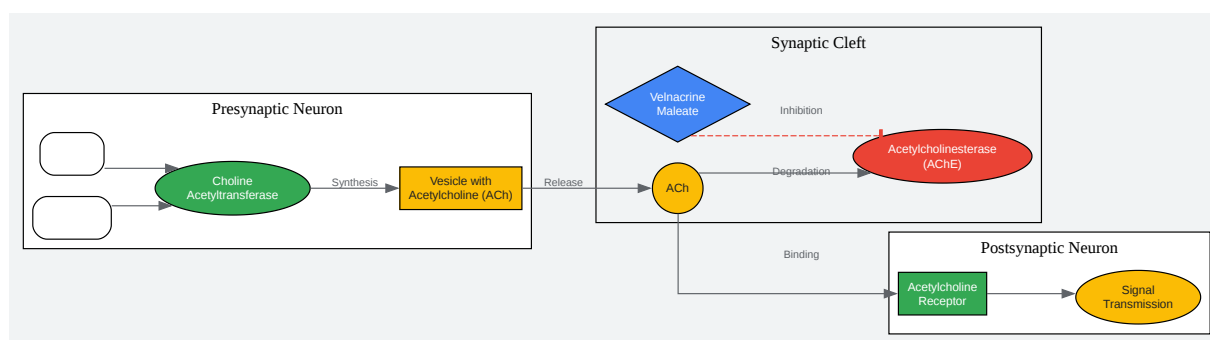 Synaptic Cleft
Velnacrine
Maleate
Inhibition
Presynaptic Neuron
Acetylcholinesterase
(AChE)
Choline
Acetyltransferase
Synthesis
Vesicle with
Acetylcholine (ACh)
Release
ACh
Degradation
Binding
Postsynaptic Neuron
Acetylcholine
Receptor
Signal
Transmission